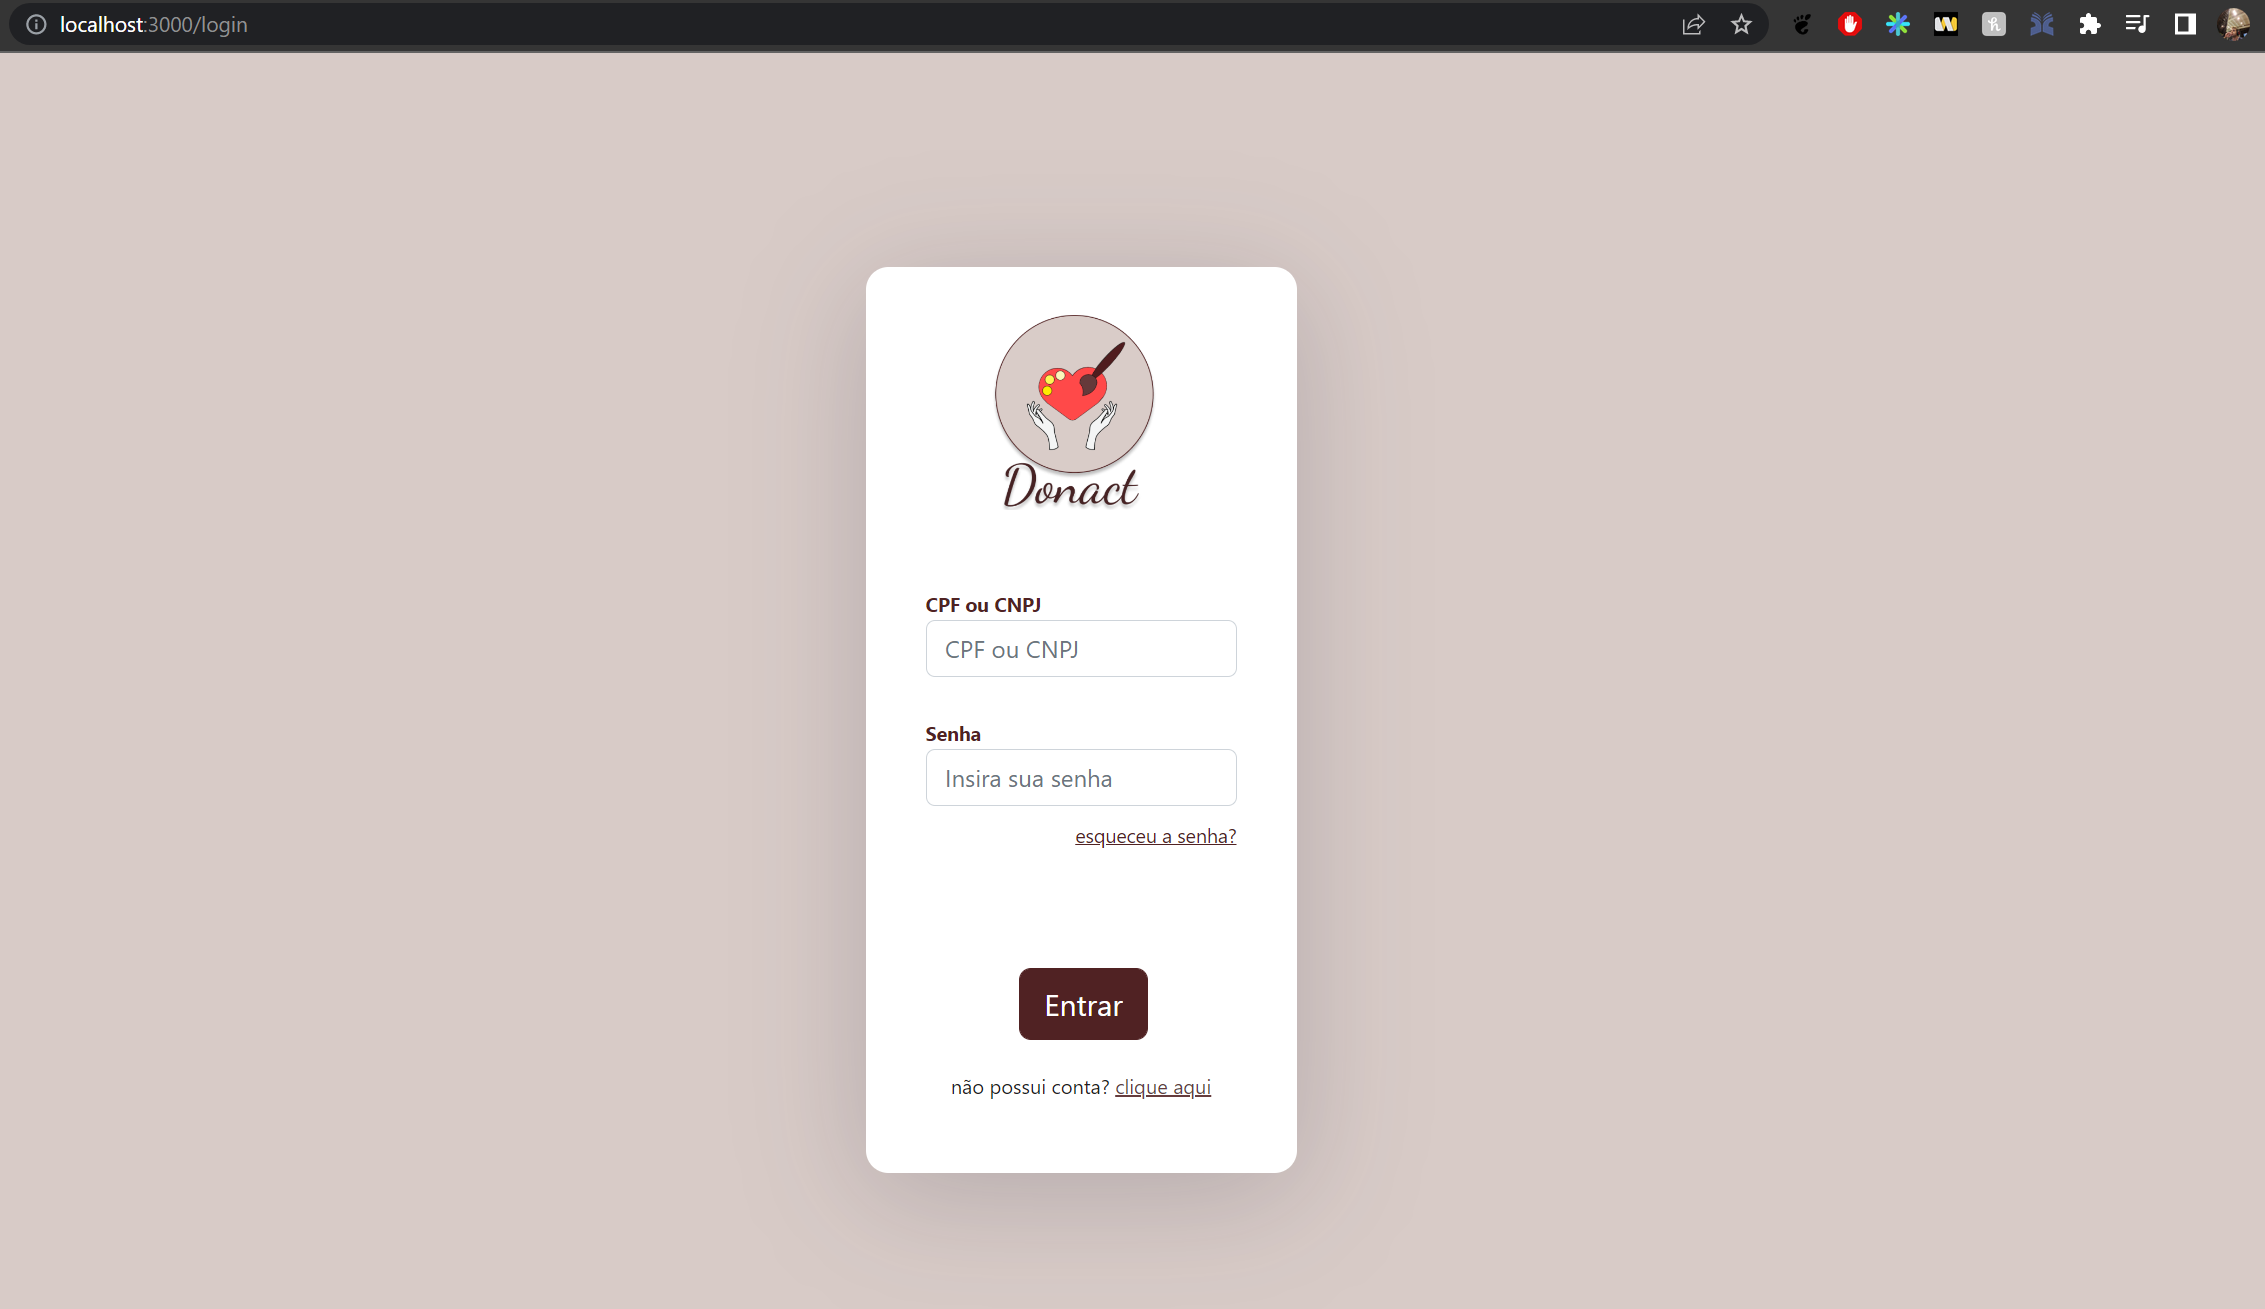 localhost:3000/login
Donact
CPF ou CNPJ
CPF ou CNPJ
Senha
Insira sua senha
esqueceu a senha?
Entrar
não possui conta? clique aqui